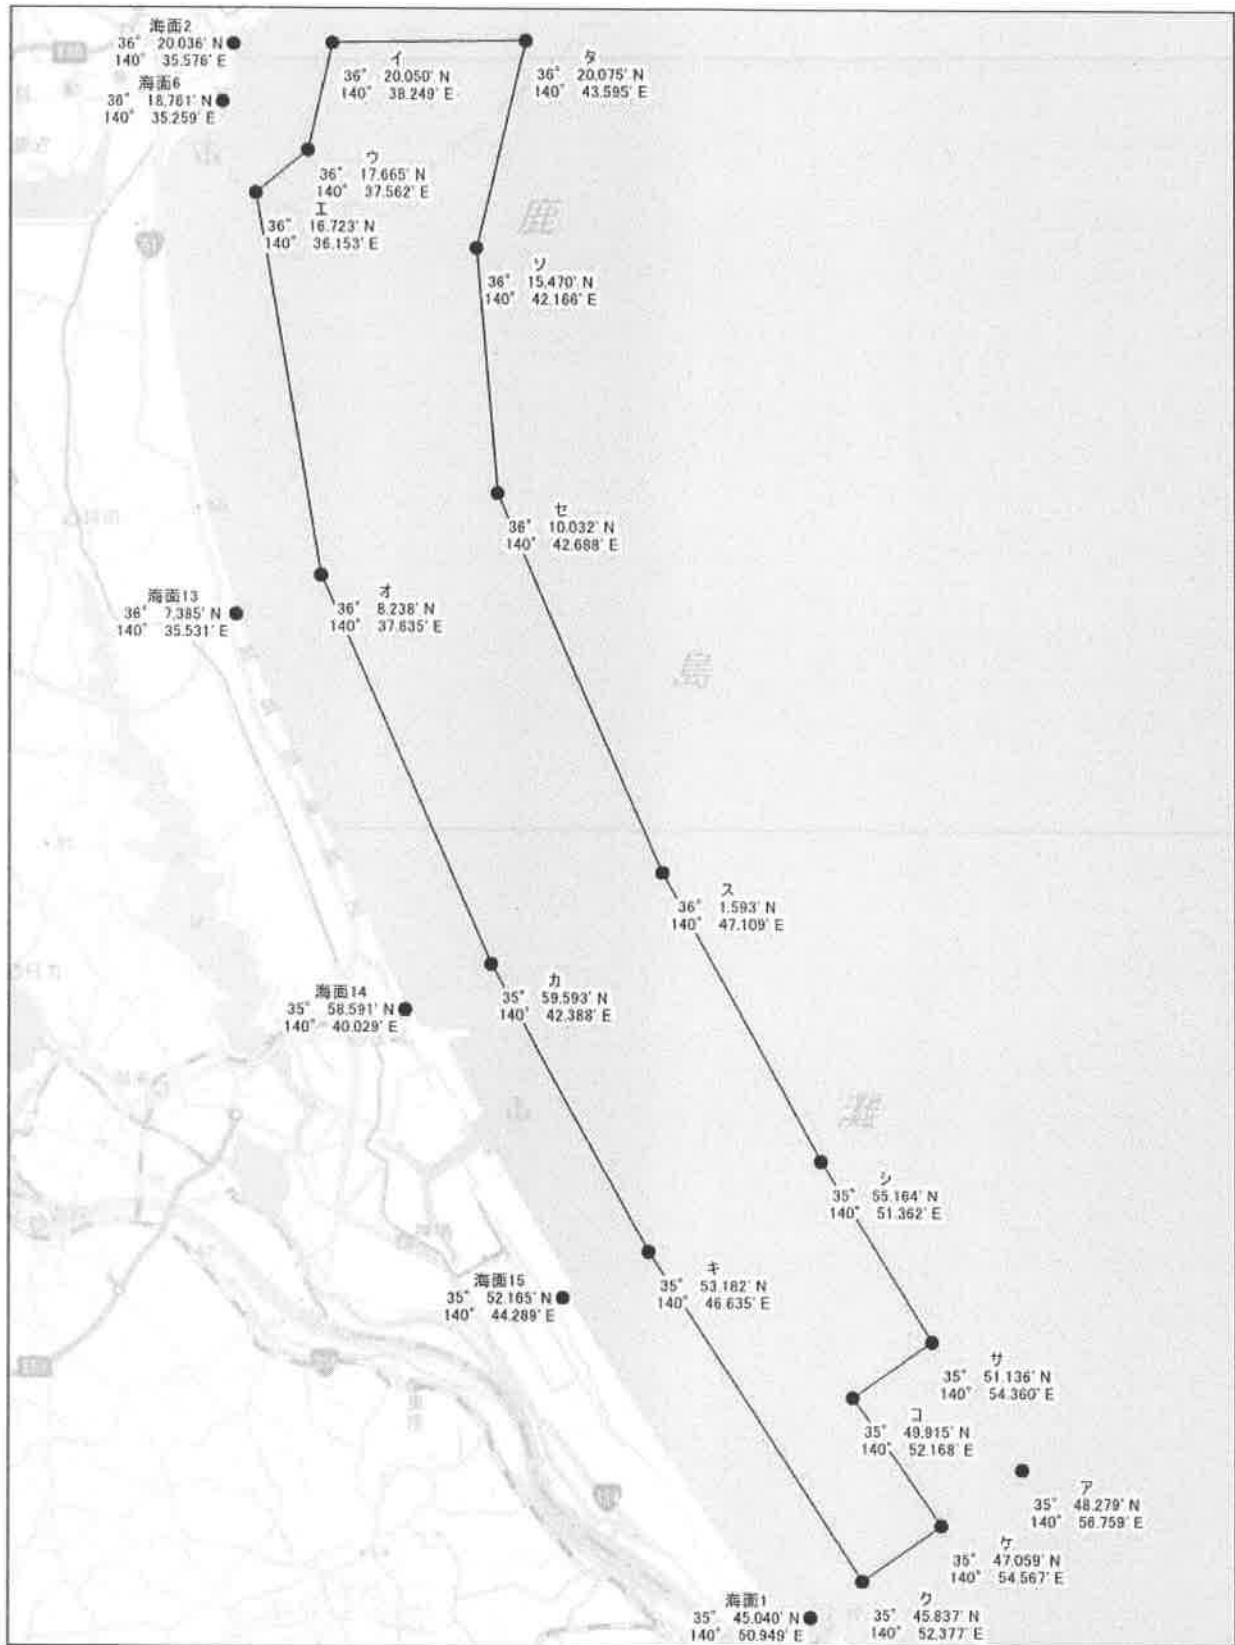 海面2
36° 20.036' N
140° 35.576' E
海面6
36° 18.761' N
140° 35.259' E
イ
36° 20.050' N
140° 38.249' E
タ
36° 20.075' N
140° 43.595' E
ウ
36° 17.665' N
140° 37.562' E
エ
36° 16.723' N
140° 36.153' E
鹿
ソ
36° 15.470' N
140° 42.166' E
セ
36° 10.032' N
140° 42.688' E
オ
36° 8.238' N
140° 37.635' E
海面13
36° 7.385' N
140° 35.531' E
島
ス
36° 1.593' N
140° 47.109' E
カ
35° 59.593' N
140° 42.388' E
海面14
35° 58.591' N
140° 40.029' E
灘
シ
35° 55.164' N
140° 51.362' E
キ
35° 53.182' N
140° 46.635' E
海面15
35° 52.165' N
140° 44.289' E
サ
35° 51.136' N
140° 54.360' E
コ
35° 49.915' N
140° 52.168' E
ア
35° 48.279' N
140° 56.759' E
ケ
35° 47.059' N
140° 54.567' E
ク
35° 45.837' N
140° 52.377' E
海面1
35° 45.040' N
140° 50.949' E